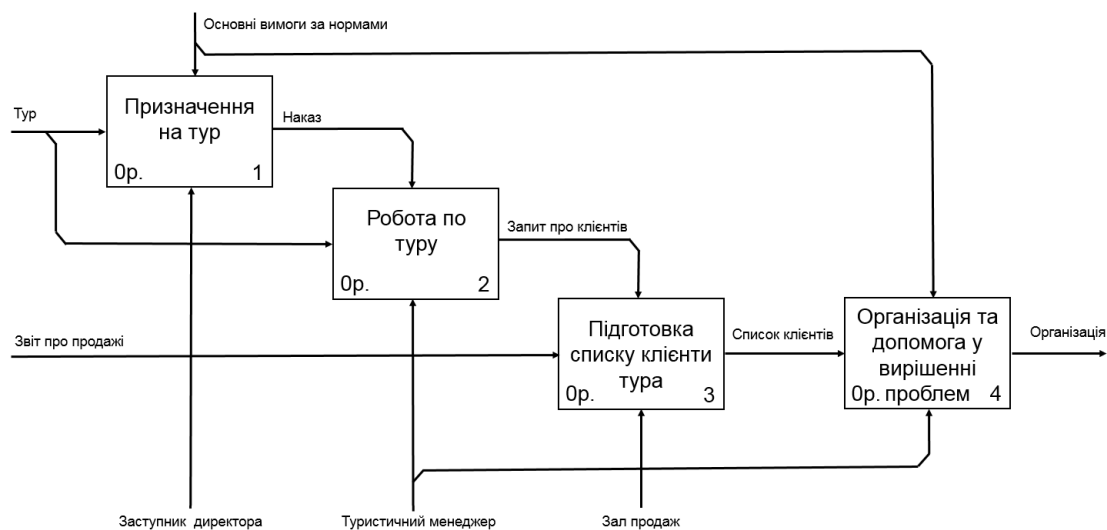 Основні вимоги за нормами
Тур
Призначення
на тур
0р. 1
Наказ
Робота по
туру
0р. 2
Запит про клієнтів
Звіт про продажі
Підготовка
списку клієнти
тура
0р. 3
Список клієнтів
Організація та
допомога у
вирішенні
0р. проблем 4
Організація
Заступник директора
Туристичний менеджер
Зал продаж